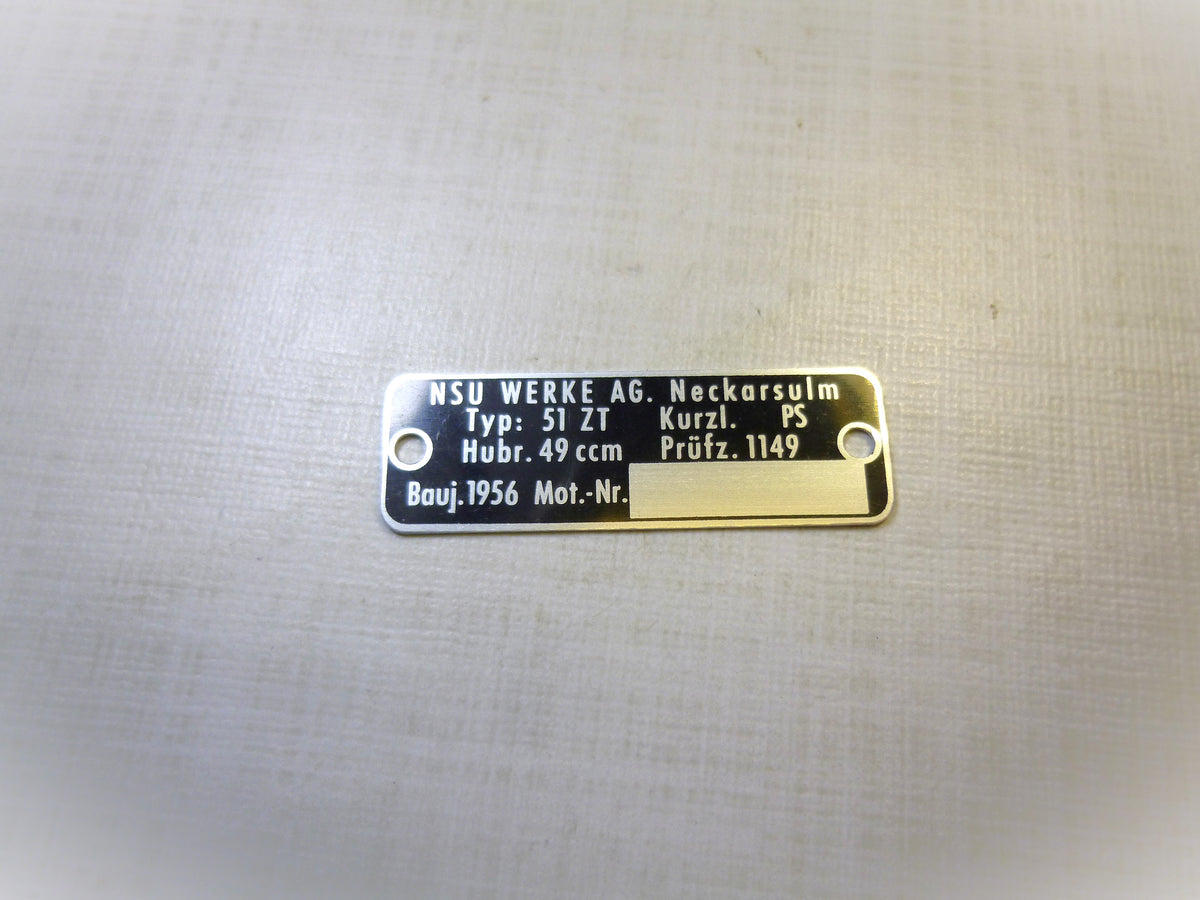 NSU WERKE AG. Neckarsulm
Typ: 51 ZT Kurzl. PS
Hubr. 49 ccm Prüfz. 1149
Bauj. 1956 Mot.-Nr.